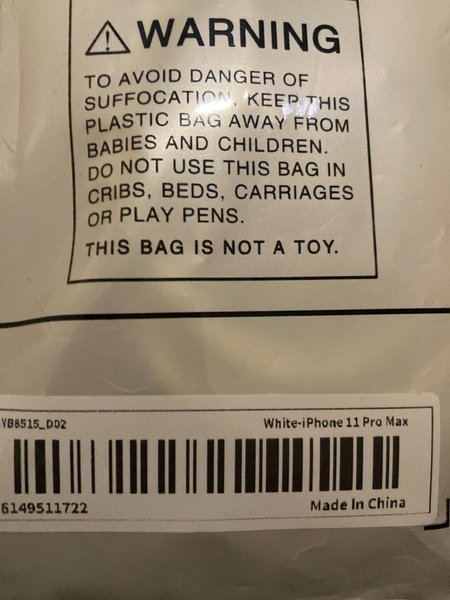 WARNING
TO AVOID DANGER OF
SUFFOCATION, KEEP THIS
PLASTIC BAG AWAY FROM
BABIES AND CHILDREN.
DO NOT USE THIS BAG IN
CRIBS, BEDS, CARRIAGES
OR PLAY PENS.
THIS BAG IS NOT A TOY.
YB8515_D02 White-iPhone 11 Pro Max
6149511722 Made In China